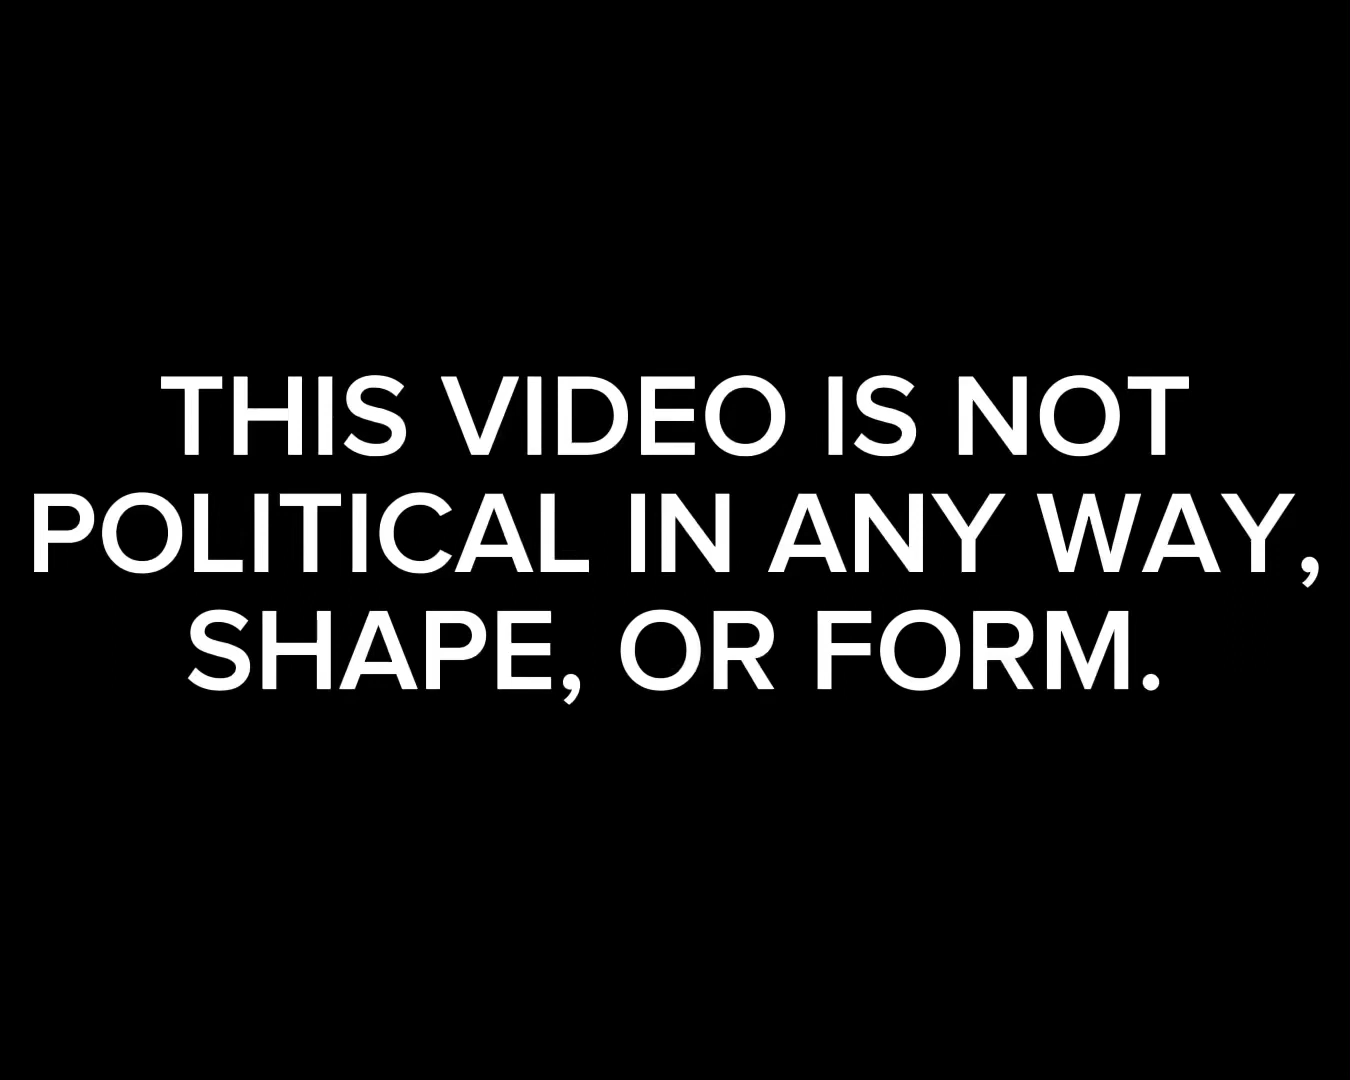 THIS VIDEO IS NOT
POLITICAL IN ANY WAY,
SHAPE, OR FORM.